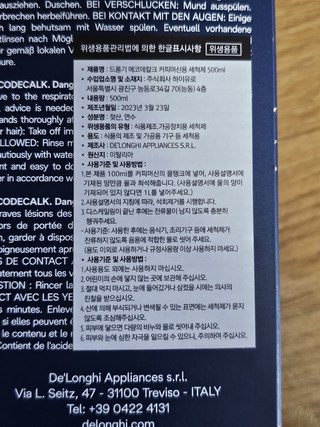 ausziehen. Duschen. BEI VERSCHLUCKEN: Mund ausspülen.
rbrechen herbeiführen. BEI KONTAKT MIT DEN AUGEN: Einige
n lang behutsam mit Wasser spülen. Eventuell vorhandene
위생용품관리법에 의한 한글표시사항 위생용품
• 제품명 : 드롱기 에코데칼크 커피머신용 세척제 500ml
• 수입업소명 및 소재지 : 주식회사 하이유로
서울특별시 광진구 능동로34길 70(능동) 4층
• 내용량 : 500ml
• 제조년월일 : 2023년 3월 23일
• 성분명 : 젖산, 연수
• 위생용품의 유형 : 식품제조.가공장치용 세척제
• 용도 : 식품의 제조 및 가공용 기구 등 세척용
• 제조사 : DELONGHI APPLIANCES S.R.L.
• 원산지 : 이탈리아
• 사용기준 및 사용방법 :
1.본 제품 100ml를 커피머신의 물탱크에 넣어, 사용설명서에
기재된 양만큼 물과 희석해줍니다. (사용설명서에 물의 양이
기재되어 있지 않다면 1L를 넣어주세요.)
2.사용설명서의 지침에 따라, 석회제거를 시행합니다.
3.디스케일링이 끝난 후에는 잔류물이 남지 않도록 충분히
헹궈주세요.
•사용기준: 사용한 후에는 음식기, 조리기구 등에 세척제가
잔류하지 않도록 음용에 적합한 물로 씻어 주세요.
(용도 이외로 사용하거나 규정사용량 이상 사용하지 마세요.)
• 사용기준 및 사용방법 :
1.사용용도 외에는 사용하지 마십시오.
2.어린이의 손에 닿지 않는 곳에 보관해 주십시오.
3.절대 먹지 마시고, 눈에 들어갔거나 삼켰을 시에는 의사의
진찰을 받으십시오.
4.산에 의해 부식되거나 변색될 수 있는 표면에는 세척제가 묻지
않도록 조심해주십시오.
5.피부에 닿으면 다량의 비누와 물로 씻어내 주십시오.
6.피부와 눈에 심한 자극을 일으킬 수 있으니, 주의하여 주십시오.
De'Longhi Appliances s.r.l.
Via L. Seitz, 47 - 31100 Treviso - ITALY
Tel: +39 0422 4131
delonghi.com